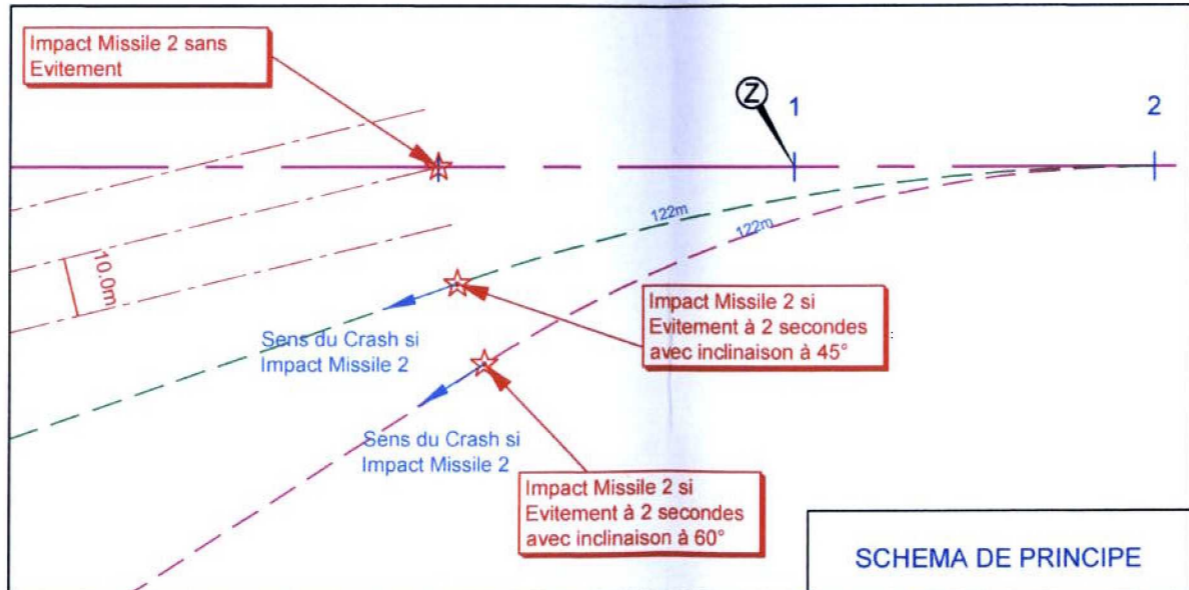 Impact Missile 2 sans
Evitement
Z
1
2
122m
122m
10.0m
Impact Missile 2 si
Evitement à 2 secondes
avec inclinaison à 45°
:
Sens du Crash si
Impact Missile 2
Sens du Crash si
Impact Missile 2
Impact Missile 2 si
Evitement à 2 secondes
avec inclinaison à 60°
SCHEMA DE PRINCIPE